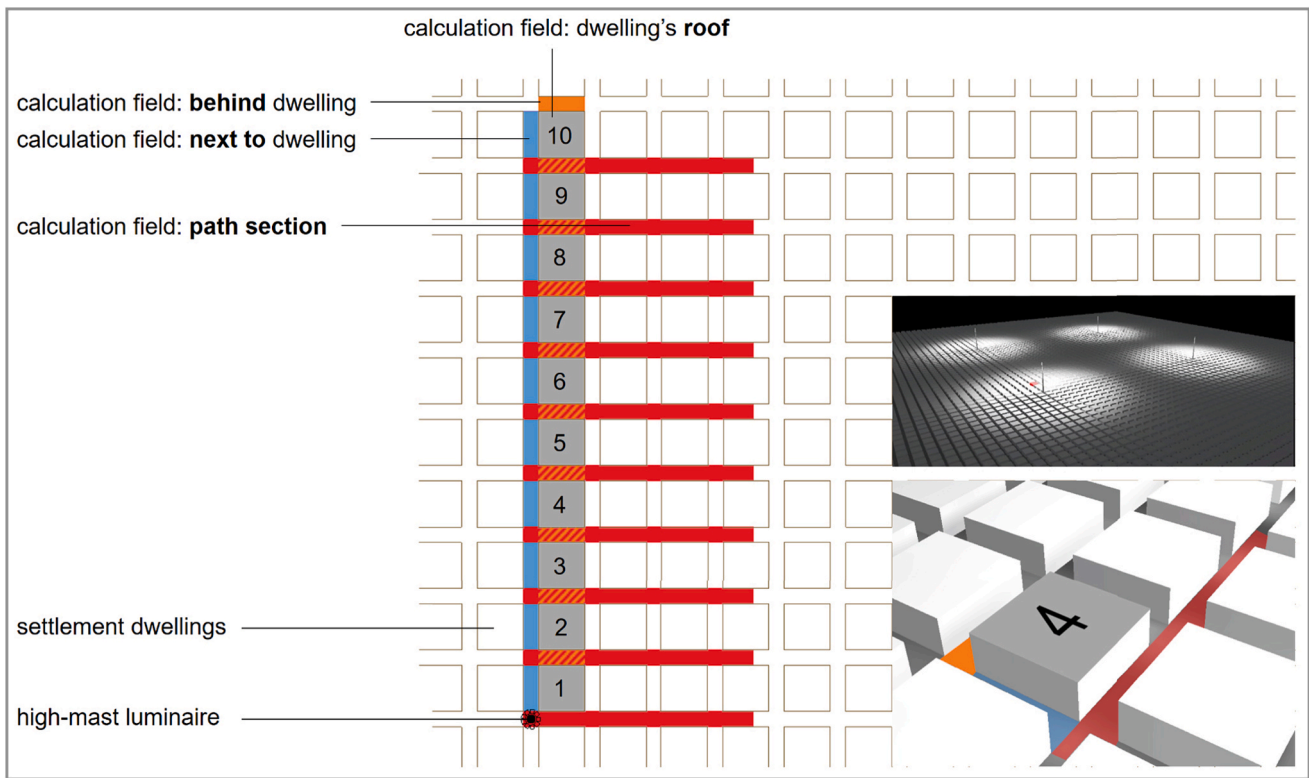 calculation field: dwelling's roof
calculation field: behind dwelling
calculation field: next to dwelling
10
9
calculation field: path section
8
7
6
5
4
3
settlement dwellings
2
1
high-mast luminaire
4